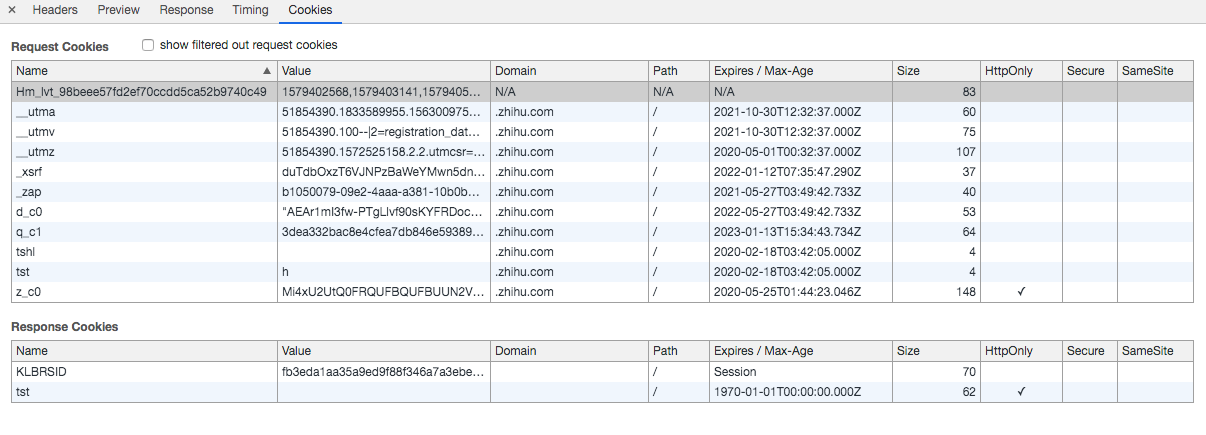 × Headers Preview Response Timing Cookies
Request Cookies show filtered out request cookies
Name Value Domain Path Expires / Max-Age Size HttpOnly Secure SameSite
Hm_lvt_98beee57fd2ef70ccdd5ca52b9740c49 1579402568,1579403141,1579405... N/A N/A N/A 83
__utma 51854390.1833589955.156300975... .zhihu.com / 2021-10-30T12:32:37.000Z 60
__utmv 51854390.100--|2=registration_dat... .zhihu.com / 2021-10-30T12:32:37.000Z 75
__utmz 51854390.1572525158.2.2.utmcsr=... .zhihu.com / 2020-05-01T00:32:37.000Z 107
_xsrf duTdbOxzT6VJNPzBaWeYMwn5dn... .zhihu.com / 2022-01-12T07:35:47.290Z 37
_zap b1050079-09e2-4aaa-a381-10b0b... .zhihu.com / 2021-05-27T03:49:42.733Z 40
d_c0 "AEAr1ml3fw-PTgLlvf90sKYFRDoc... .zhihu.com / 2022-05-27T03:49:42.733Z 53
q_c1 3dea332bac8e4cfea7db846e59389... .zhihu.com / 2023-01-13T15:34:43.734Z 64
tshl .zhihu.com / 2020-02-18T03:42:05.000Z 4
tst h .zhihu.com / 2020-02-18T03:42:05.000Z 4
z_c0 Mi4xU2UtQ0FRQUFBQUFBUUN2V... .zhihu.com / 2020-05-25T01:44:23.046Z 148 ✓
Response Cookies
Name Value Domain Path Expires / Max-Age Size HttpOnly Secure SameSite
KLBRSID fb3eda1aa35a9ed9f88f346a7a3ebe... / Session 70
tst / 1970-01-01T00:00:00.000Z 62 ✓